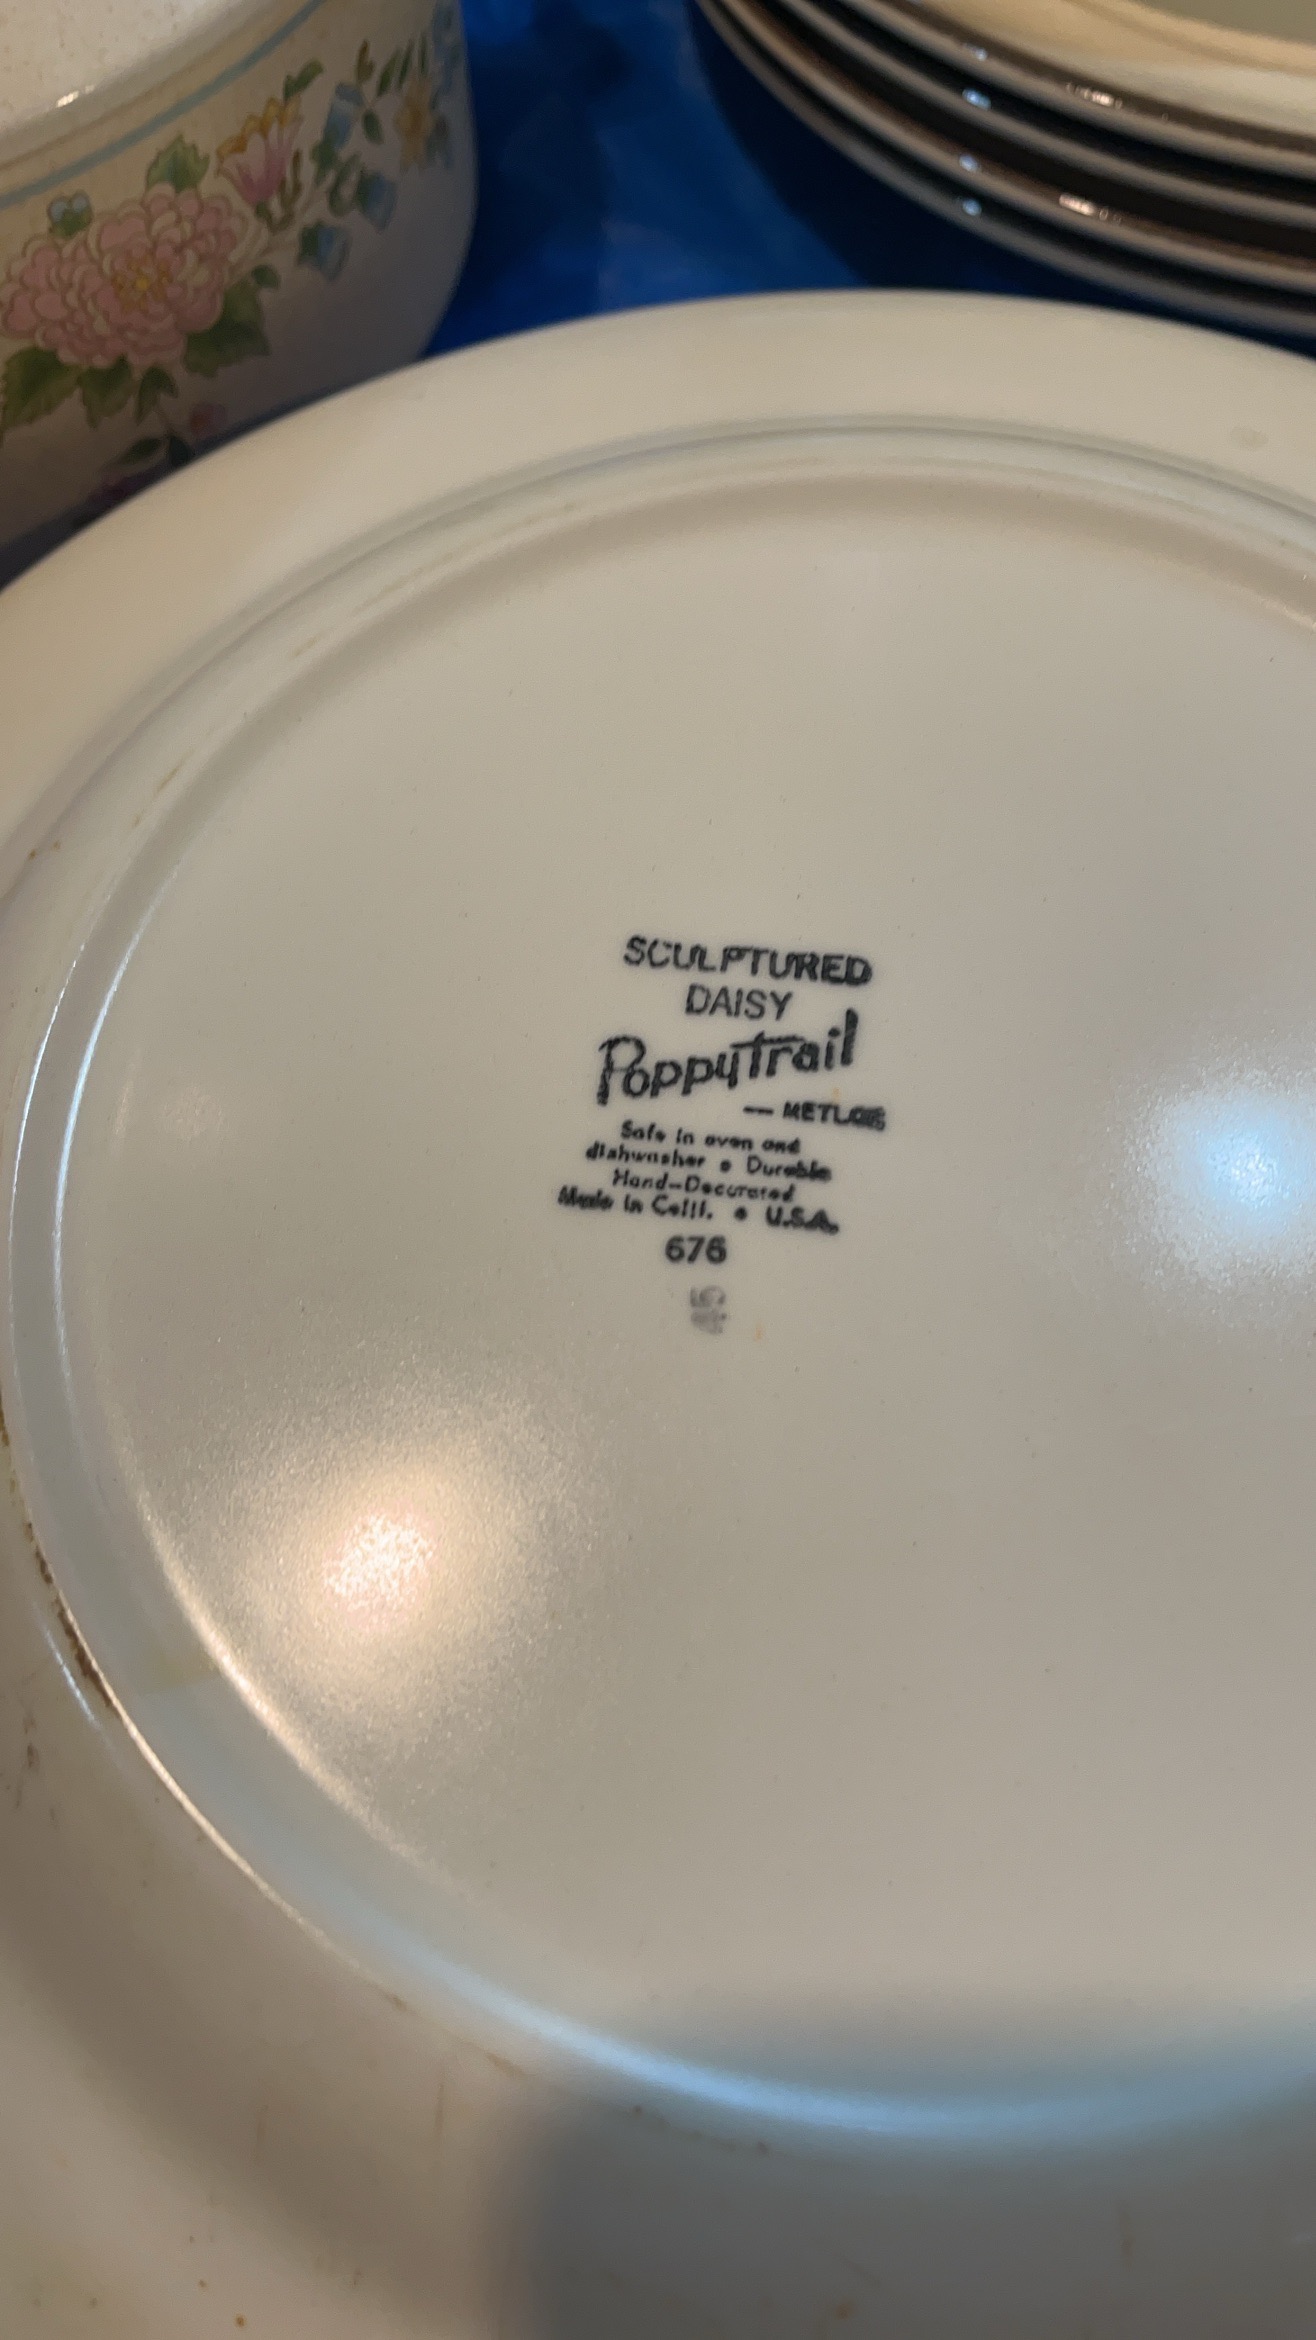 SCULPTURED
DAISY
Poppytrail
— METLOX
Safe in oven and
dishwasher • Durable
Hand-Decorated
Made in Calif. • U.S.A.
676